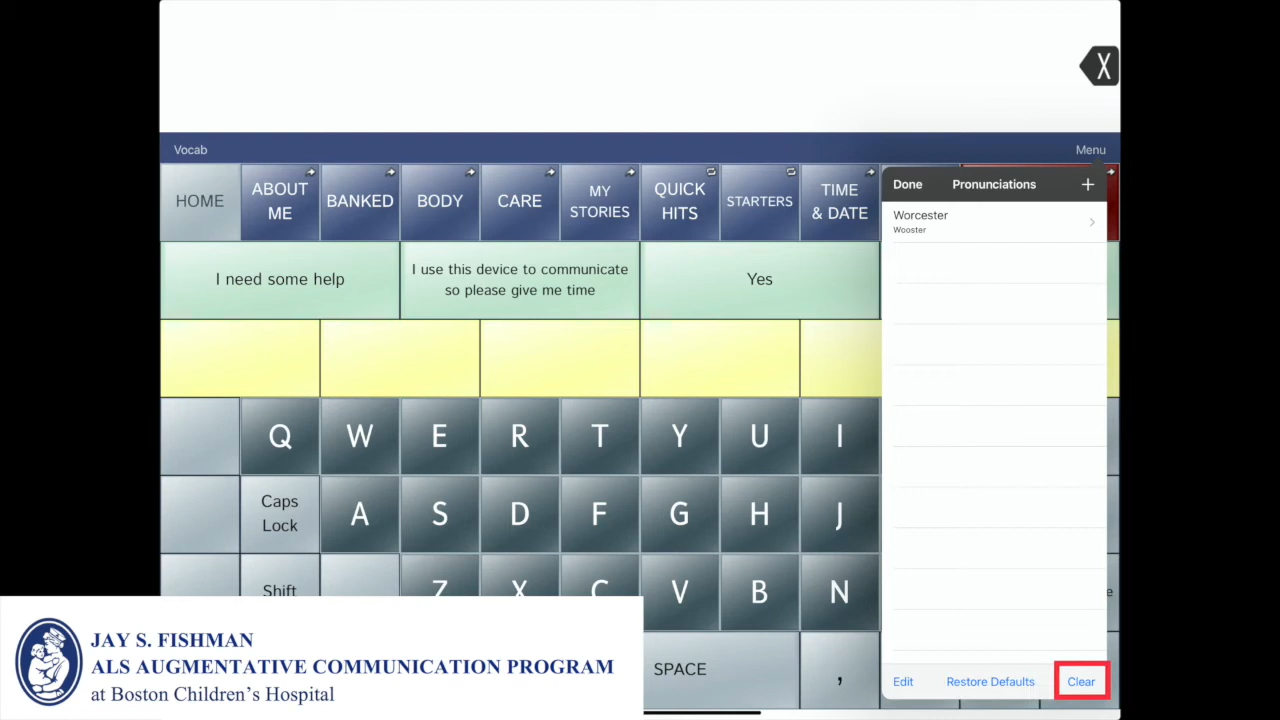 X
Vocab
Menu
HOME
ABOUT
ME
BANKED
BODY
CARE
MY
STORIES
QUICK
HITS
STARTERS
TIME
& DATE
Done
Pronunciations
+
Worcester
Wooster
I need some help
I use this device to communicate
so please give me time
Yes
Q
W
E
R
T
Y
U
I
Caps
Lock
A
S
D
F
G
H
J
Shift
Z
X
C
V
B
N
e
SPACE
,
Edit
Restore Defaults
Clear
JAY S. FISHMAN
ALS AUGMENTATIVE COMMUNICATION PROGRAM
at Boston Children's Hospital